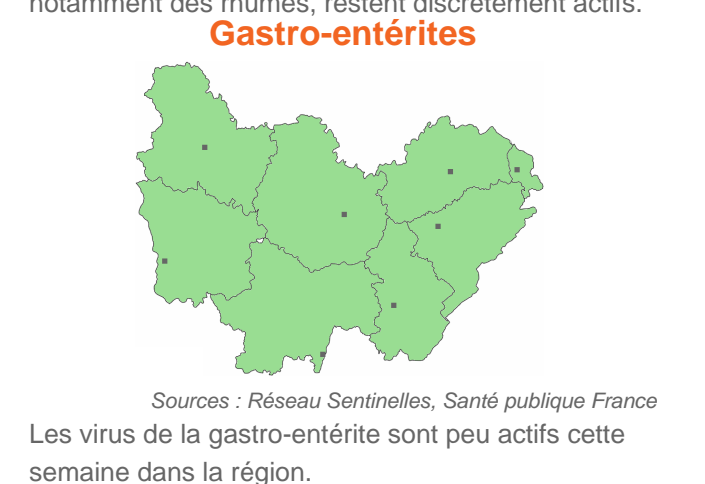 notamment des rhumes, restent discrètement actifs.
Gastro-entérites
Sources : Réseau Sentinelles, Santé publique France
Les virus de la gastro-entérite sont peu actifs cette
semaine dans la région.